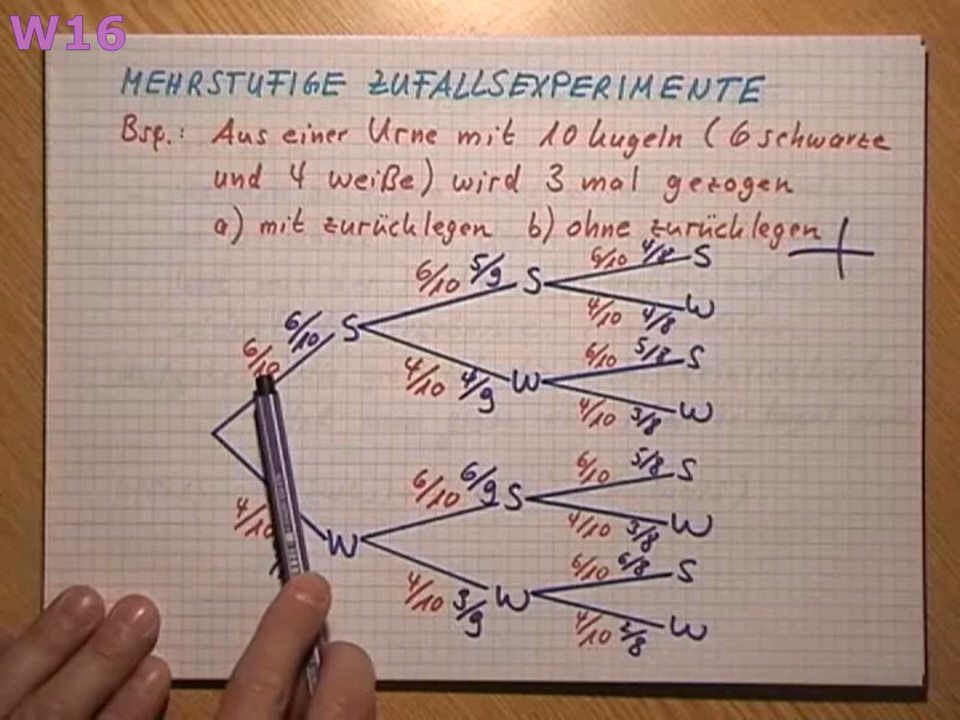 W16
MEHRSTUFIGE ZUFALLSEXPERIMENTE
Bsp.: Aus einer Urne mit 10 kugeln (6 schwarze
und 4 weiße) wird 3 mal gezogen
a) mit zurücklegen b) ohne zurücklegen
6/10 4/8 S
6/10 5/9 S
4/10 4/8 W
6/10 6/10 S
6/10 5/8 S
4/10 4/9 W
4/10 3/8 W
6/10 5/8 S
6/10 6/9 S
4/10 3/8 W
4/10 W
6/10 6/8 S
4/10 3/9 W
4/10 2/8 W